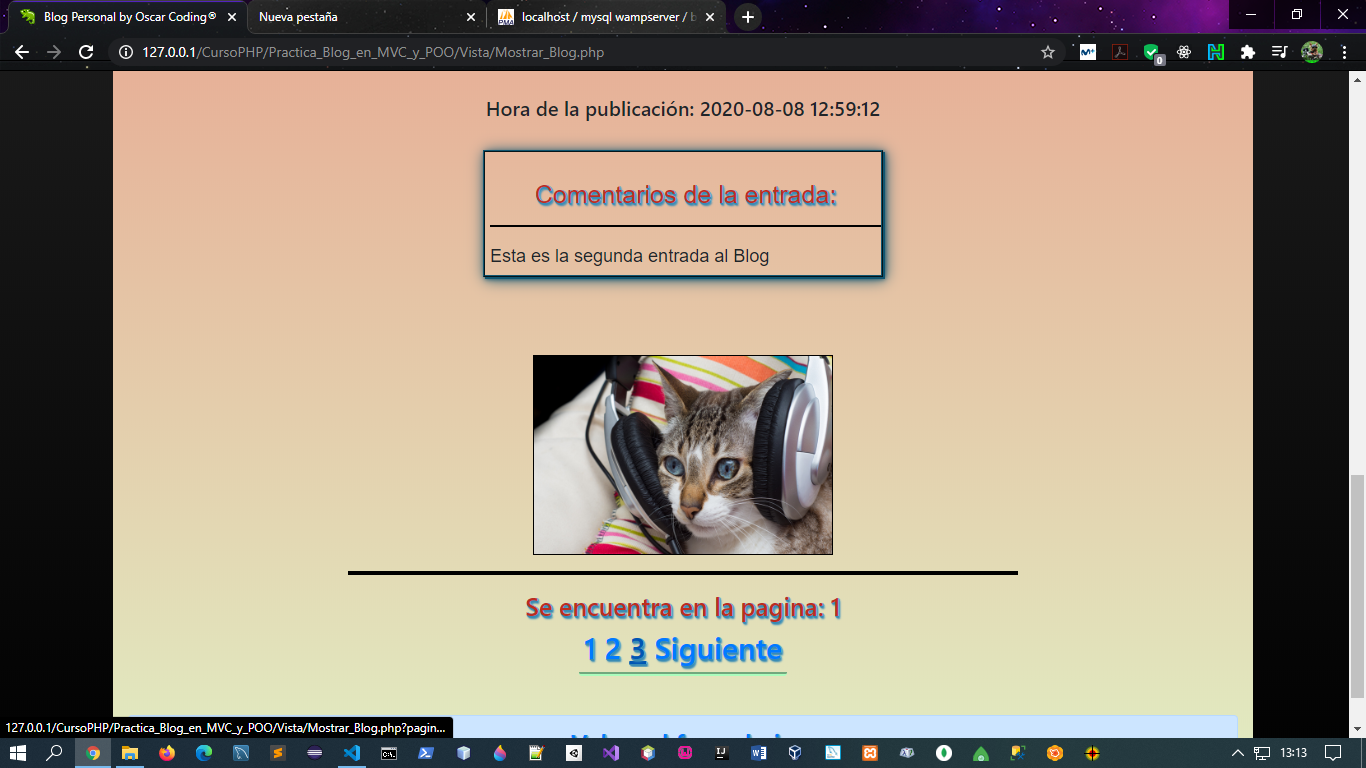 Blog Personal by Oscar Coding®
Nueva pestaña
localhost / mysql wampserver / b
127.0.0.1/CursoPHP/Practica_Blog_en_MVC_y_POO/Vista/Mostrar_Blog.php
0
Hora de la publicación: 2020-08-08 12:59:12
Comentarios de la entrada:
Esta es la segunda entrada al Blog
Se encuentra en la pagina: 1
1 2 3 Siguiente
127.0.0.1/CursoPHP/Practica_Blog_en_MVC_y_POO/Vista/Mostrar_Blog.php?pagin...
13:13